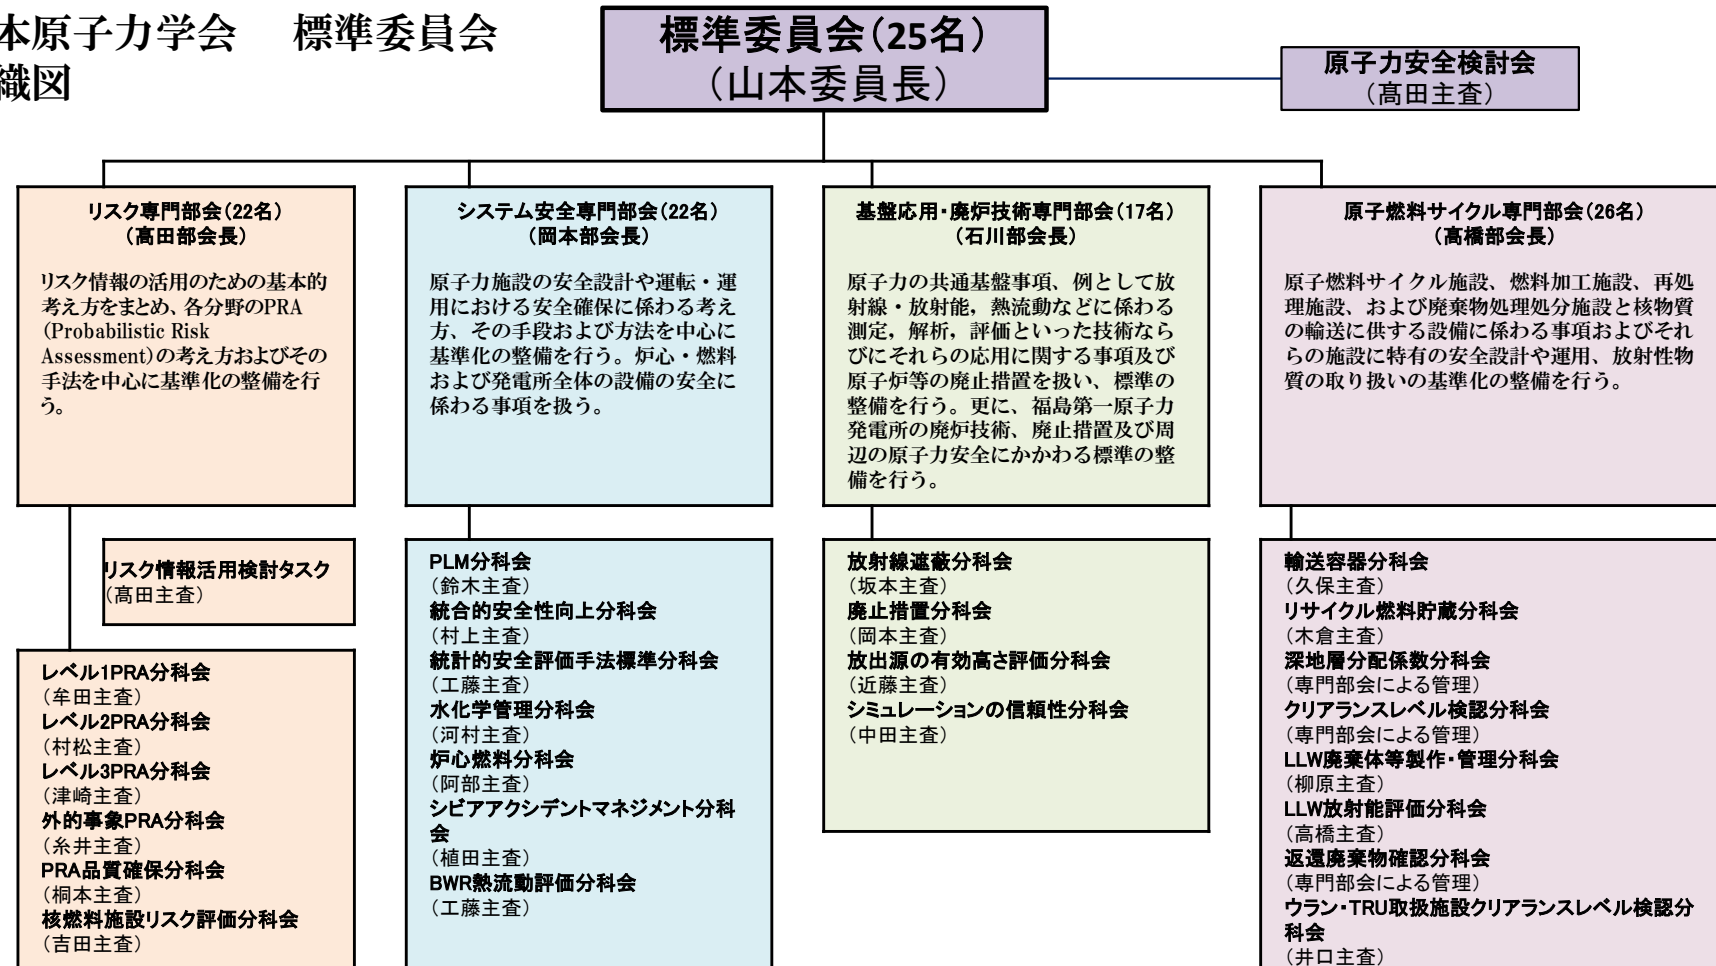 本原子力学会　標準委員会
織図
標準委員会（25名）
（山本委員長）
原子力安全検討会
（髙田主査）
リスク専門部会（22名）
（高田部会長）
リスク情報の活用のための基本的
考え方をまとめ、各分野のPRA
(Probabilistic Risk
Assessment)の考え方およびその
手法を中心に基準化の整備を行
う。
リスク情報活用検討タスク
（高田主査）
レベル1PRA分科会
（牟田主査）
レベル2PRA分科会
（村松主査）
レベル3PRA分科会
（津崎主査）
外的事象PRA分科会
（糸井主査）
PRA品質確保分科会
（桐本主査）
核燃料施設リスク評価分科会
（吉田主査）
システム安全専門部会（22名）
（岡本部会長）
原子力施設の安全設計や運転・運
用における安全確保に係わる考え
方、その手段および方法を中心に
基準化の整備を行う。炉心・燃料
および発電所全体の設備の安全に
係わる事項を扱う。
PLM分科会
（鈴木主査）
統合的安全性向上分科会
（村上主査）
統計的安全評価手法標準分科会
（工藤主査）
水化学管理分科会
（河村主査）
炉心燃料分科会
（阿部主査）
シビアアクシデントマネジメント分科
会
（植田主査）
BWR熱流動評価分科会
（工藤主査）
基盤応用・廃炉技術専門部会（17名）
（石川部会長）
原子力の共通基盤事項、例として放
射線・放射能，熱流動などに係わる
測定，解析，評価といった技術なら
びにそれらの応用に関する事項及び
原子炉等の廃止措置を扱い、標準の
整備を行う。更に、福島第一原子力
発電所の廃炉技術、廃止措置及び周
辺の原子力安全にかかわる標準の整
備を行う。
放射線遮蔽分科会
（坂本主査）
廃止措置分科会
（岡本主査）
放出源の有効高さ評価分科会
（近藤主査）
シミュレーションの信頼性分科会
（中田主査）
原子燃料サイクル専門部会（26名）
（高橋部会長）
原子燃料サイクル施設、燃料加工施設、再処
理施設、および廃棄物処理処分施設と核物質
の輸送に供する設備に係わる事項およびそれ
らの施設に特有の安全設計や運用、放射性物
質の取り扱いの基準化の整備を行う。
輸送容器分科会
（久保主査）
リサイクル燃料貯蔵分科会
（木倉主査）
深地層分配係数分科会
（専門部会による管理）
クリアランスレベル検認分科会
（専門部会による管理）
LLW廃棄体等製作・管理分科会
（柳原主査）
LLW放射能評価分科会
（高橋主査）
返還廃棄物確認分科会
（専門部会による管理）
ウラン・TRU取扱施設クリアランスレベル検認分
科会
（井口主査）